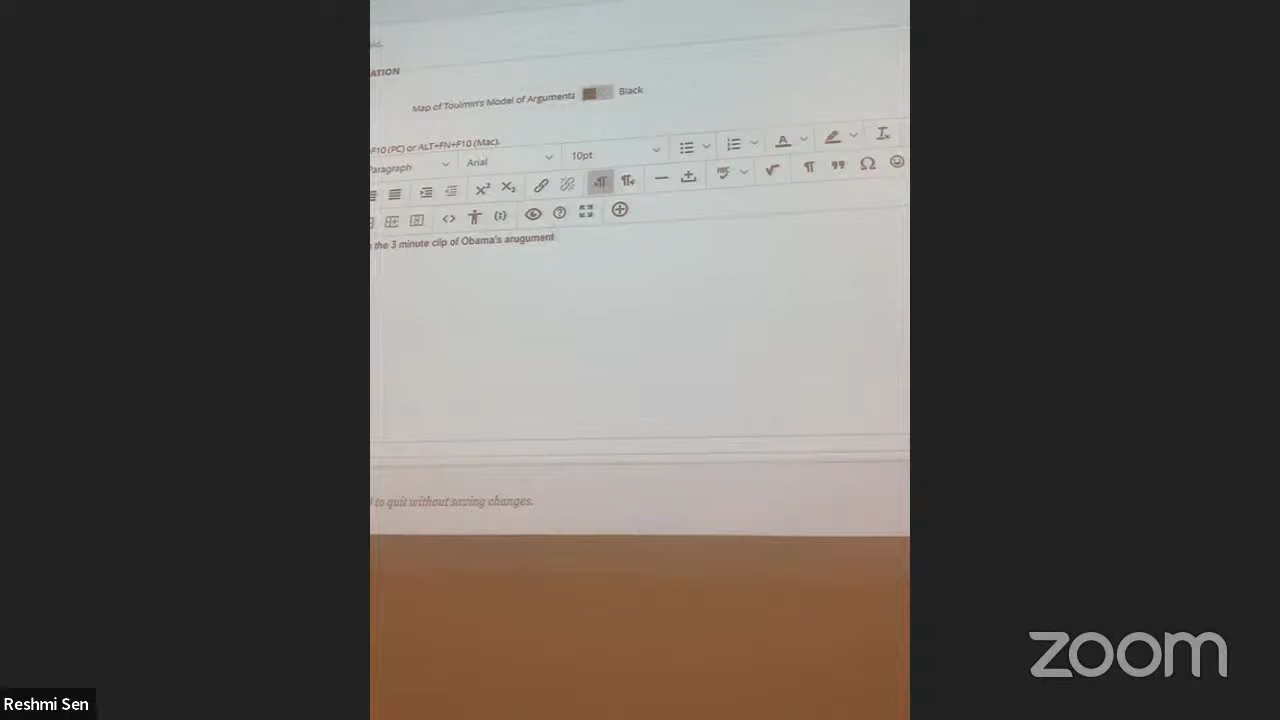 ATION
Map of Toulmin's Model of Arguments Black
F10 (PC) or ALT+FN+F10 (Mac).
Paragraph Arial 10pt
the 3 minute clip of Obama's arugument
to quit without saving changes.
zoom
Reshmi Sen